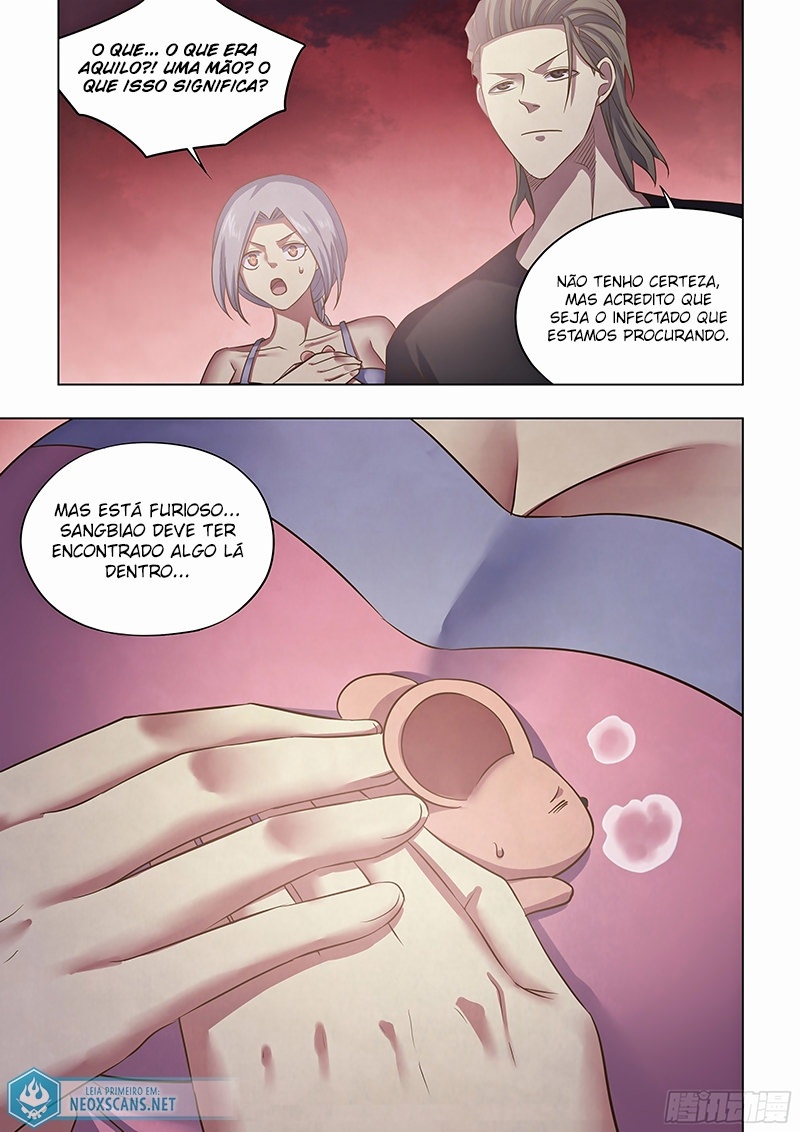 O QUE... O QUE ERA
AQUILO?! UMA MÃO? O
QUE ISSO SIGNIFICA?
NÃO TENHO CERTEZA,
MAS ACREDITO QUE
SEJA O INFECTADO QUE
ESTAMOS PROCURANDO.
MAS ESTÁ FURIOSO...
SANGBIAO DEVE TER
ENCONTRADO ALGO LÁ
DENTRO...
LEIA PRIMEIRO EM:
NEOXSCANS.NET
腾讯动漫